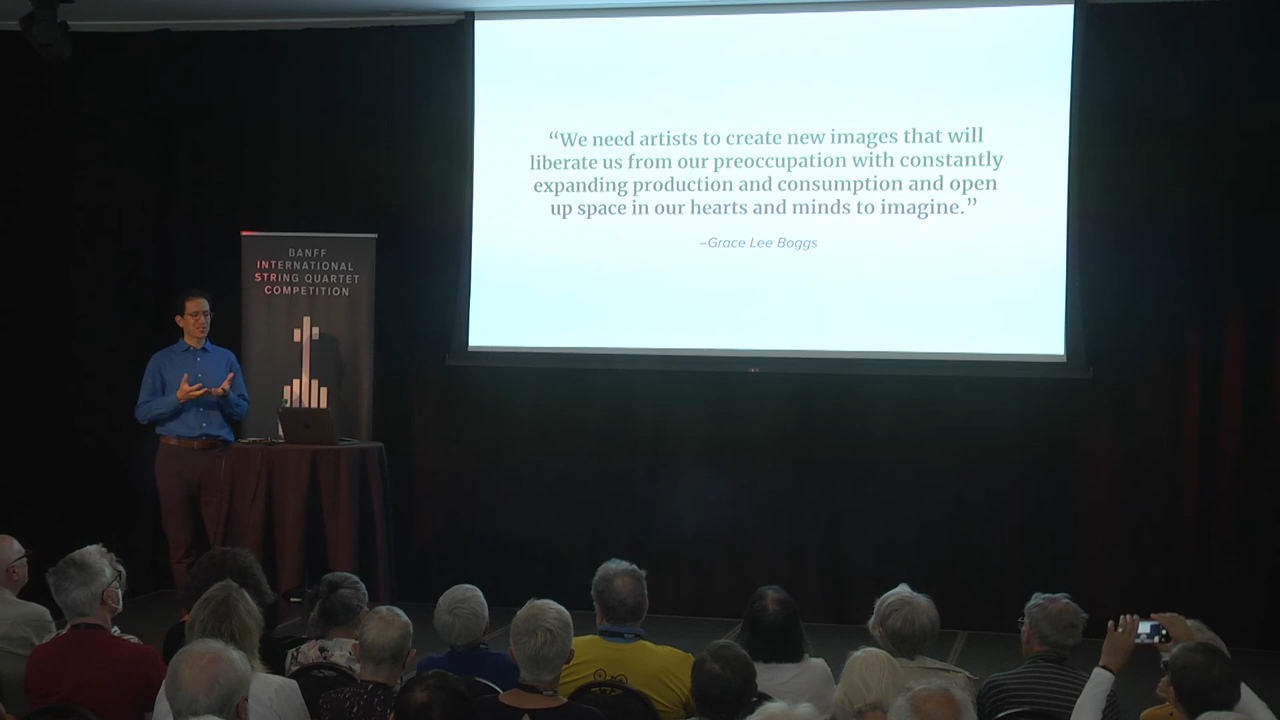 “We need artists to create new images that will
liberate us from our preoccupation with constantly
expanding production and consumption and open
up space in our hearts and minds to imagine.”
–Grace Lee Boggs
BANFF
INTERNATIONAL
STRING QUARTET
COMPETITION